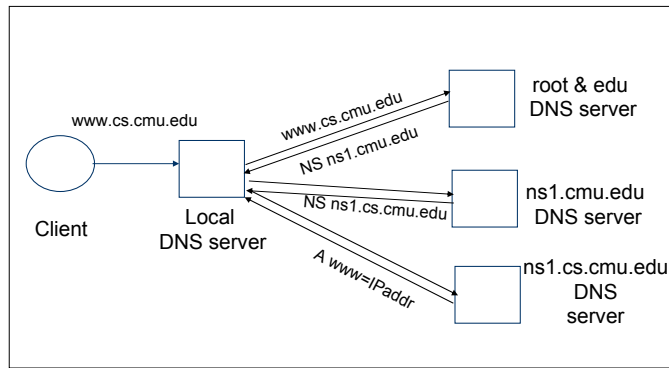 www.cs.cmu.edu
Client
Local
DNS server
www.cs.cmu.edu
NS ns1.cmu.edu
root & edu
DNS server
NS ns1.cs.cmu.edu
ns1.cmu.edu
DNS server
A www=IPaddr
ns1.cs.cmu.edu
DNS
server